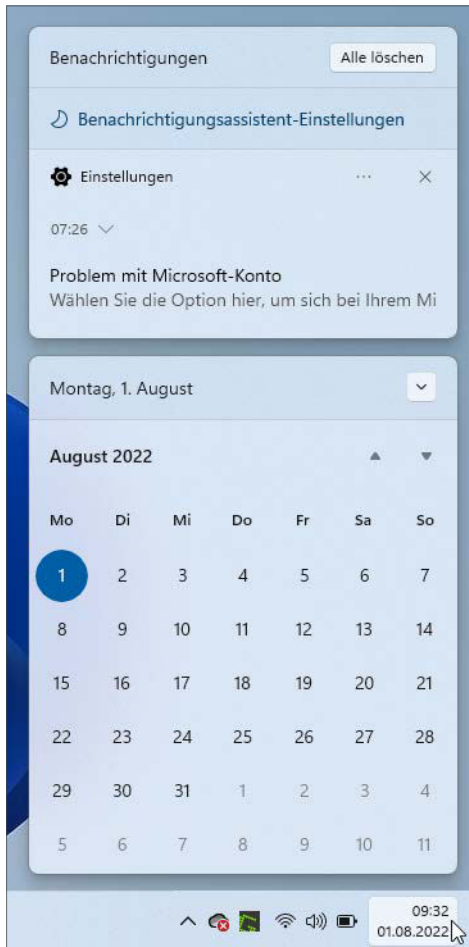 Benachrichtigungen Alle löschen
Benachrichtigungsassistent-Einstellungen
Einstellungen
07:26
Problem mit Microsoft-Konto
Wählen Sie die Option hier, um sich bei Ihrem Mi
Montag, 1. August
August 2022
Mo Di Mi Do Fr Sa So
1 2 3 4 5 6 7
8 9 10 11 12 13 14
15 16 17 18 19 20 21
22 23 24 25 26 27 28
29 30 31 1 2 3 4
5 6 7 8 9 10 11
09:32
01.08.2022